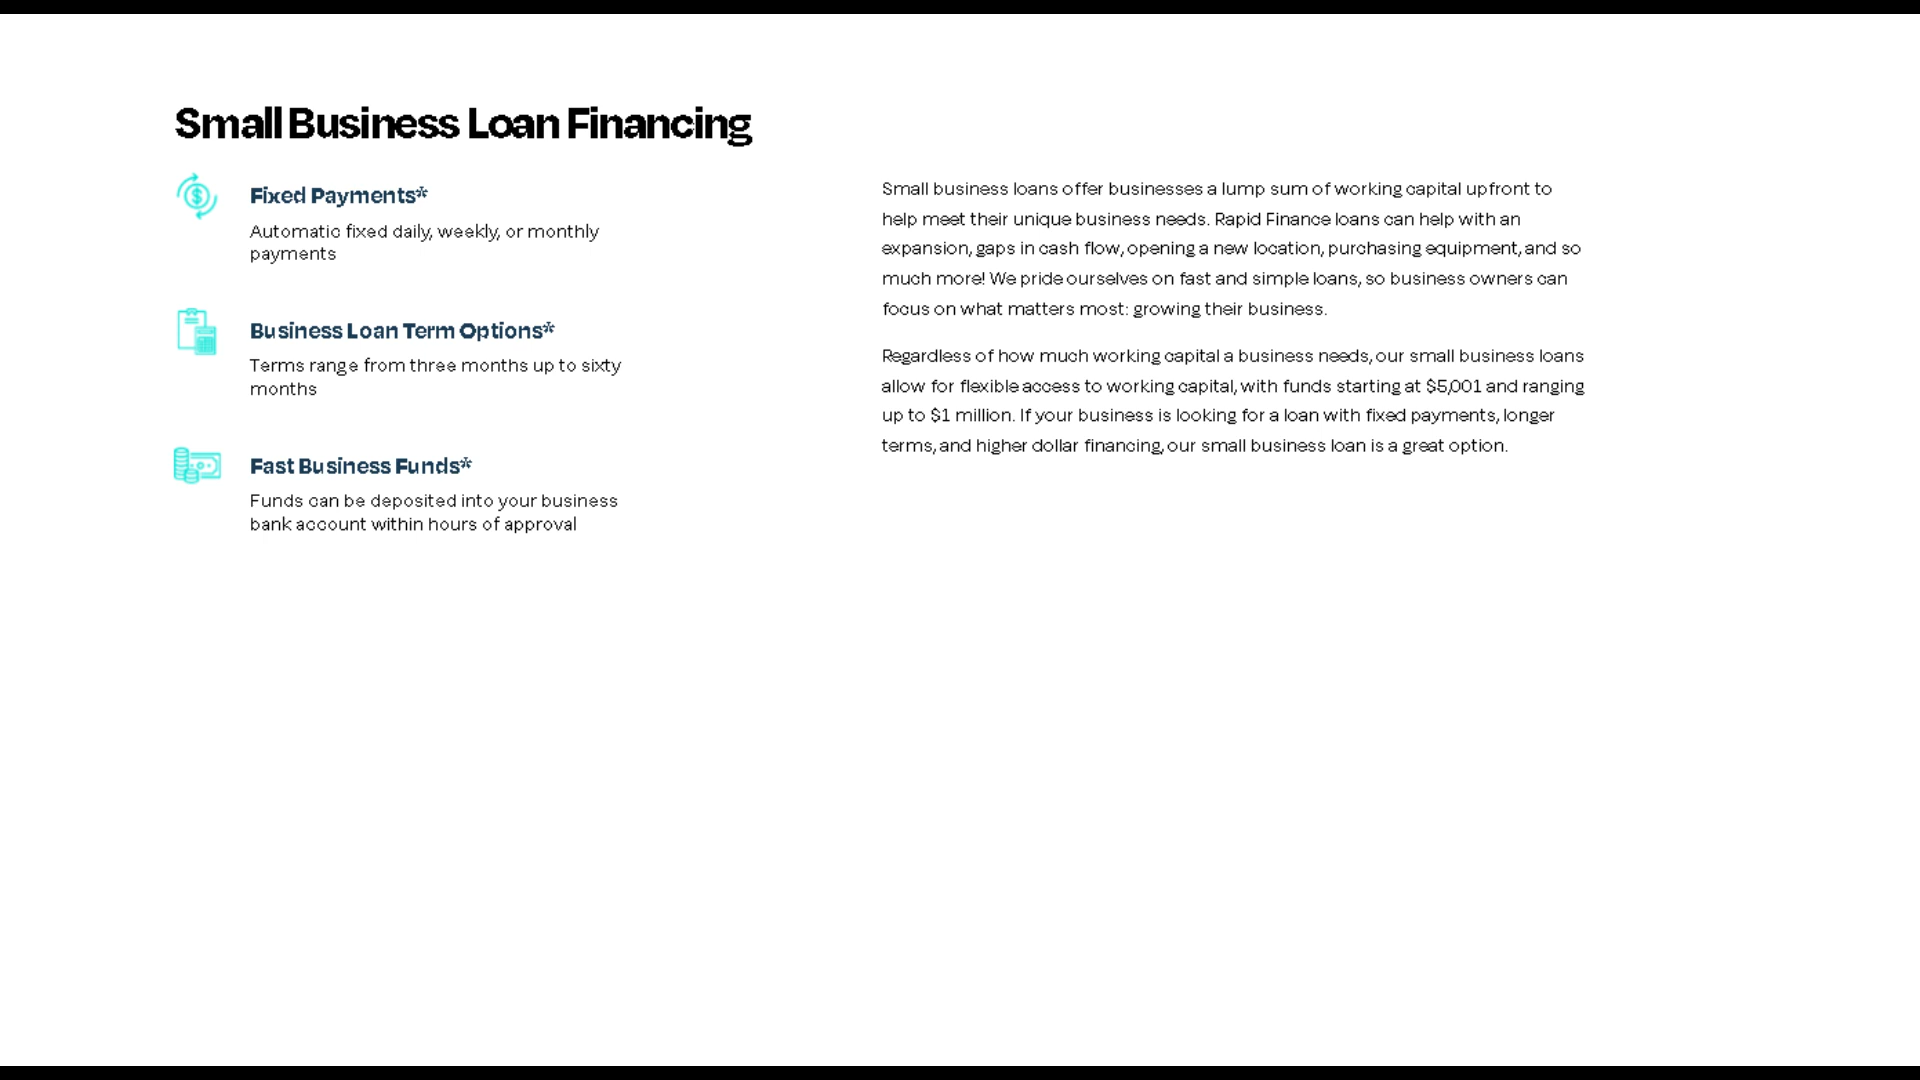 Small Business Loan Financing
Fixed Payments*
Automatic fixed daily, weekly, or monthly
payments
Business Loan Term Options*
Terms range from three months up to sixty
months
Fast Business Funds*
Funds can be deposited into your business
bank account within hours of approval
Small business loans offer businesses a lump sum of working capital upfront to
help meet their unique business needs. Rapid Finance loans can help with an
expansion, gaps in cash flow, opening a new location, purchasing equipment, and so
much more! We pride ourselves on fast and simple loans, so business owners can
focus on what matters most: growing their business.
Regardless of how much working capital a business needs, our small business loans
allow for flexible access to working capital, with funds starting at $5,001 and ranging
up to $1 million. If your business is looking for a loan with fixed payments, longer
terms, and higher dollar financing, our small business loan is a great option.